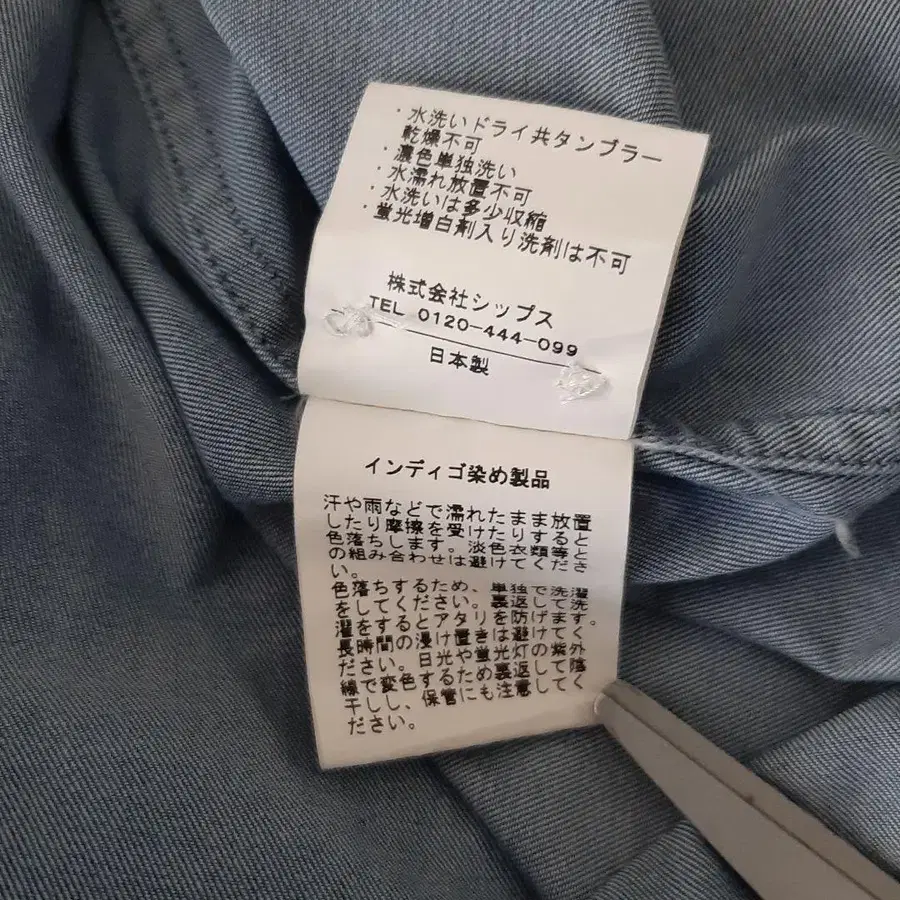 ・水洗いドライ共タンブラー
乾燥不可
・濃色単独洗い
・水濡れ放置不可
・水洗いは多少収縮
・蛍光増白剤入り洗剤は不可
株式会社シップス
TEL 0120-444-099
日本製
インディゴ染め製品
汗や雨などで濡れたまま放置
したり摩擦を受けたりすると
色落ちします。淡色衣類等と
の組み合わせは避けてくださ
い。
色落ちするため、単独で洗濯
をしてください。裏返して洗
濯をするとアタリを防げます。
長時間の浸け置きは避けてく
ださい。日光や蛍光灯の紫外
線で変色するため裏返して陰
干しし、保管にも注意してく
ださい。